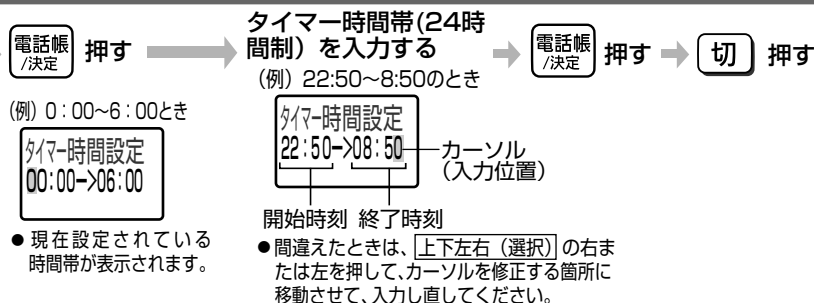 電話帳
/決定
押す
(例) 0:00〜6:00とき
ﾀｲﾏｰ時間設定
00:00->06:00
●現在設定されている
時間帯が表示されます。
タイマー時間帯(24時
間制)を入力する
(例) 22:50〜8:50のとき
ﾀｲﾏｰ時間設定
22:50->08:50
カーソル
(入力位置)
開始時刻 終了時刻
●間違えたときは、上下左右(選択)の右ま
たは左を押して、カーソルを修正する箇所に
移動させて、入力し直してください。
電話帳
/決定
押す
切 押す